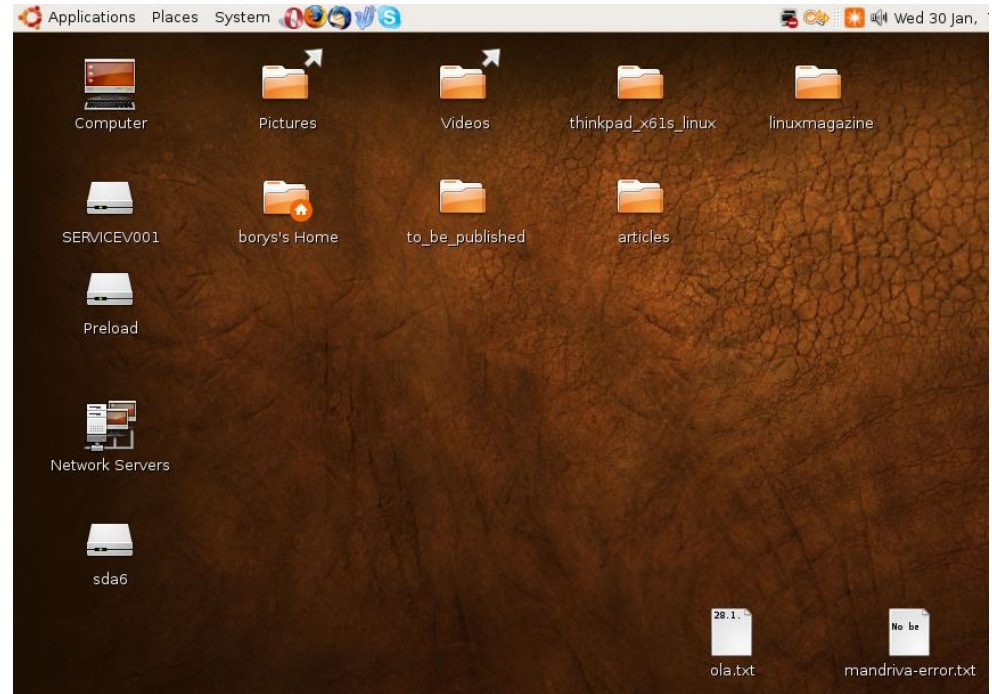 Applications Places System Wed 30 Jan,
Computer Pictures Videos thinkpad_x61s_linux linuxmagazine
SERVICEV001 borys's Home to_be_published articles
Preload
Network Servers
sda6
28.1. No be
ola.txt mandriva-error.txt